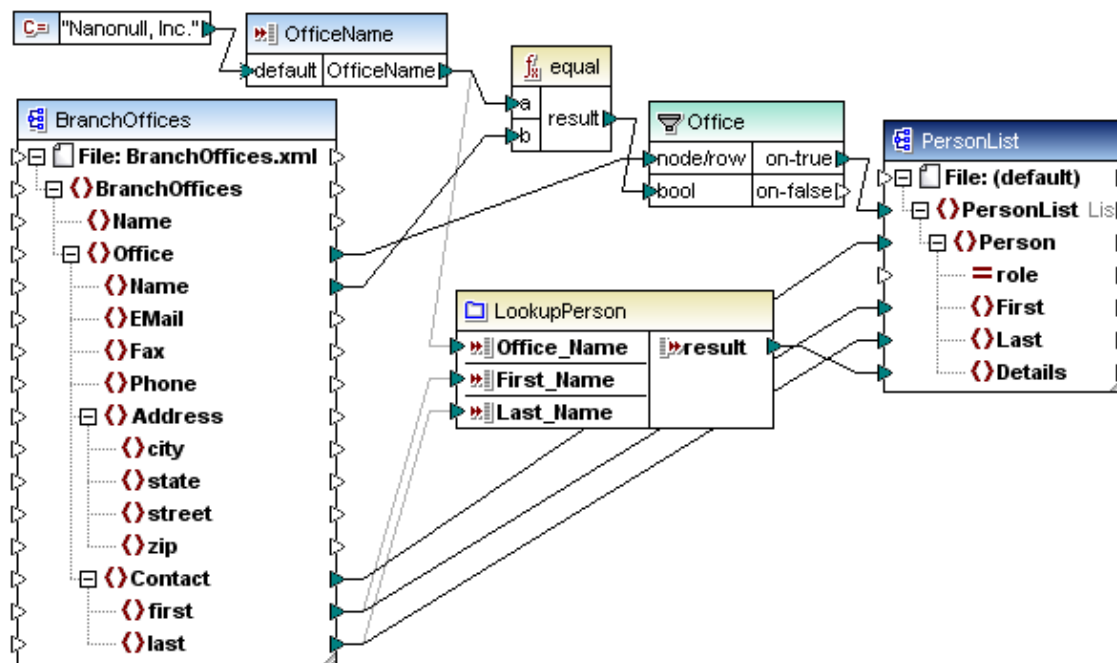 C= "Nanonull, Inc."
OfficeName
default OfficeName
equal
a
b
result
Office
node/row on-true
bool on-false
BranchOffices
File: BranchOffices.xml
BranchOffices
Name
Office
Name
EMail
Fax
Phone
Address
city
state
street
zip
Contact
first
last
LookupPerson
Office_Name result
First_Name
Last_Name
PersonList
File: (default)
PersonList Lis
Person
role
First
Last
Details